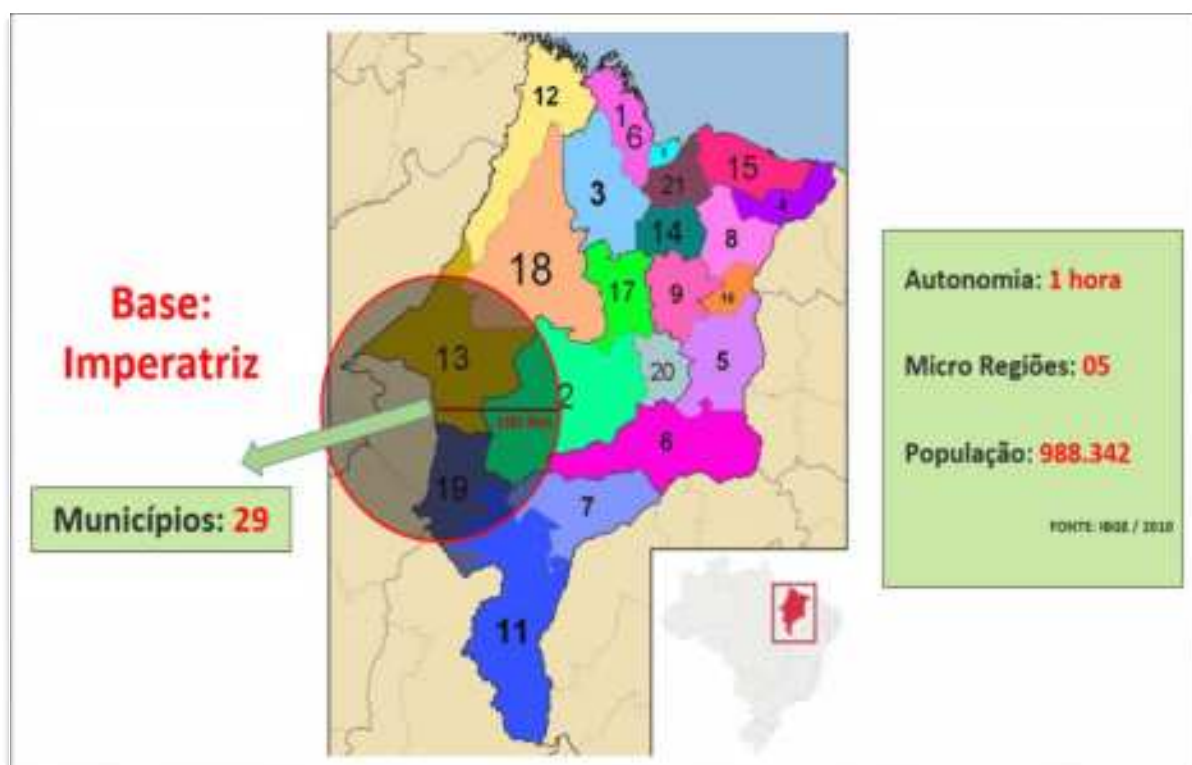 Base:
Imperatriz
Municípios: 29
12
1
6
3
15
21
14
8
18
17
9
13
2
20
5
6
19
7
11
Autonomia: 1 hora
Micro Regiões: 05
População: 988.342
FONTE: IBGE / 2010